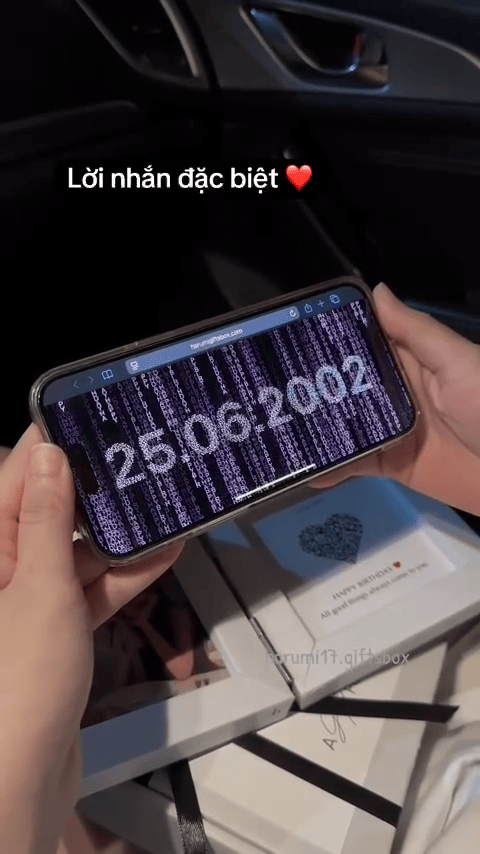 Lời nhắn đặc biệt ❤️
harumigiftsbox.com
25.06.2002
HAPPY BIRTHDAY ♥
All good things always come to you
harumi17.giftsbox